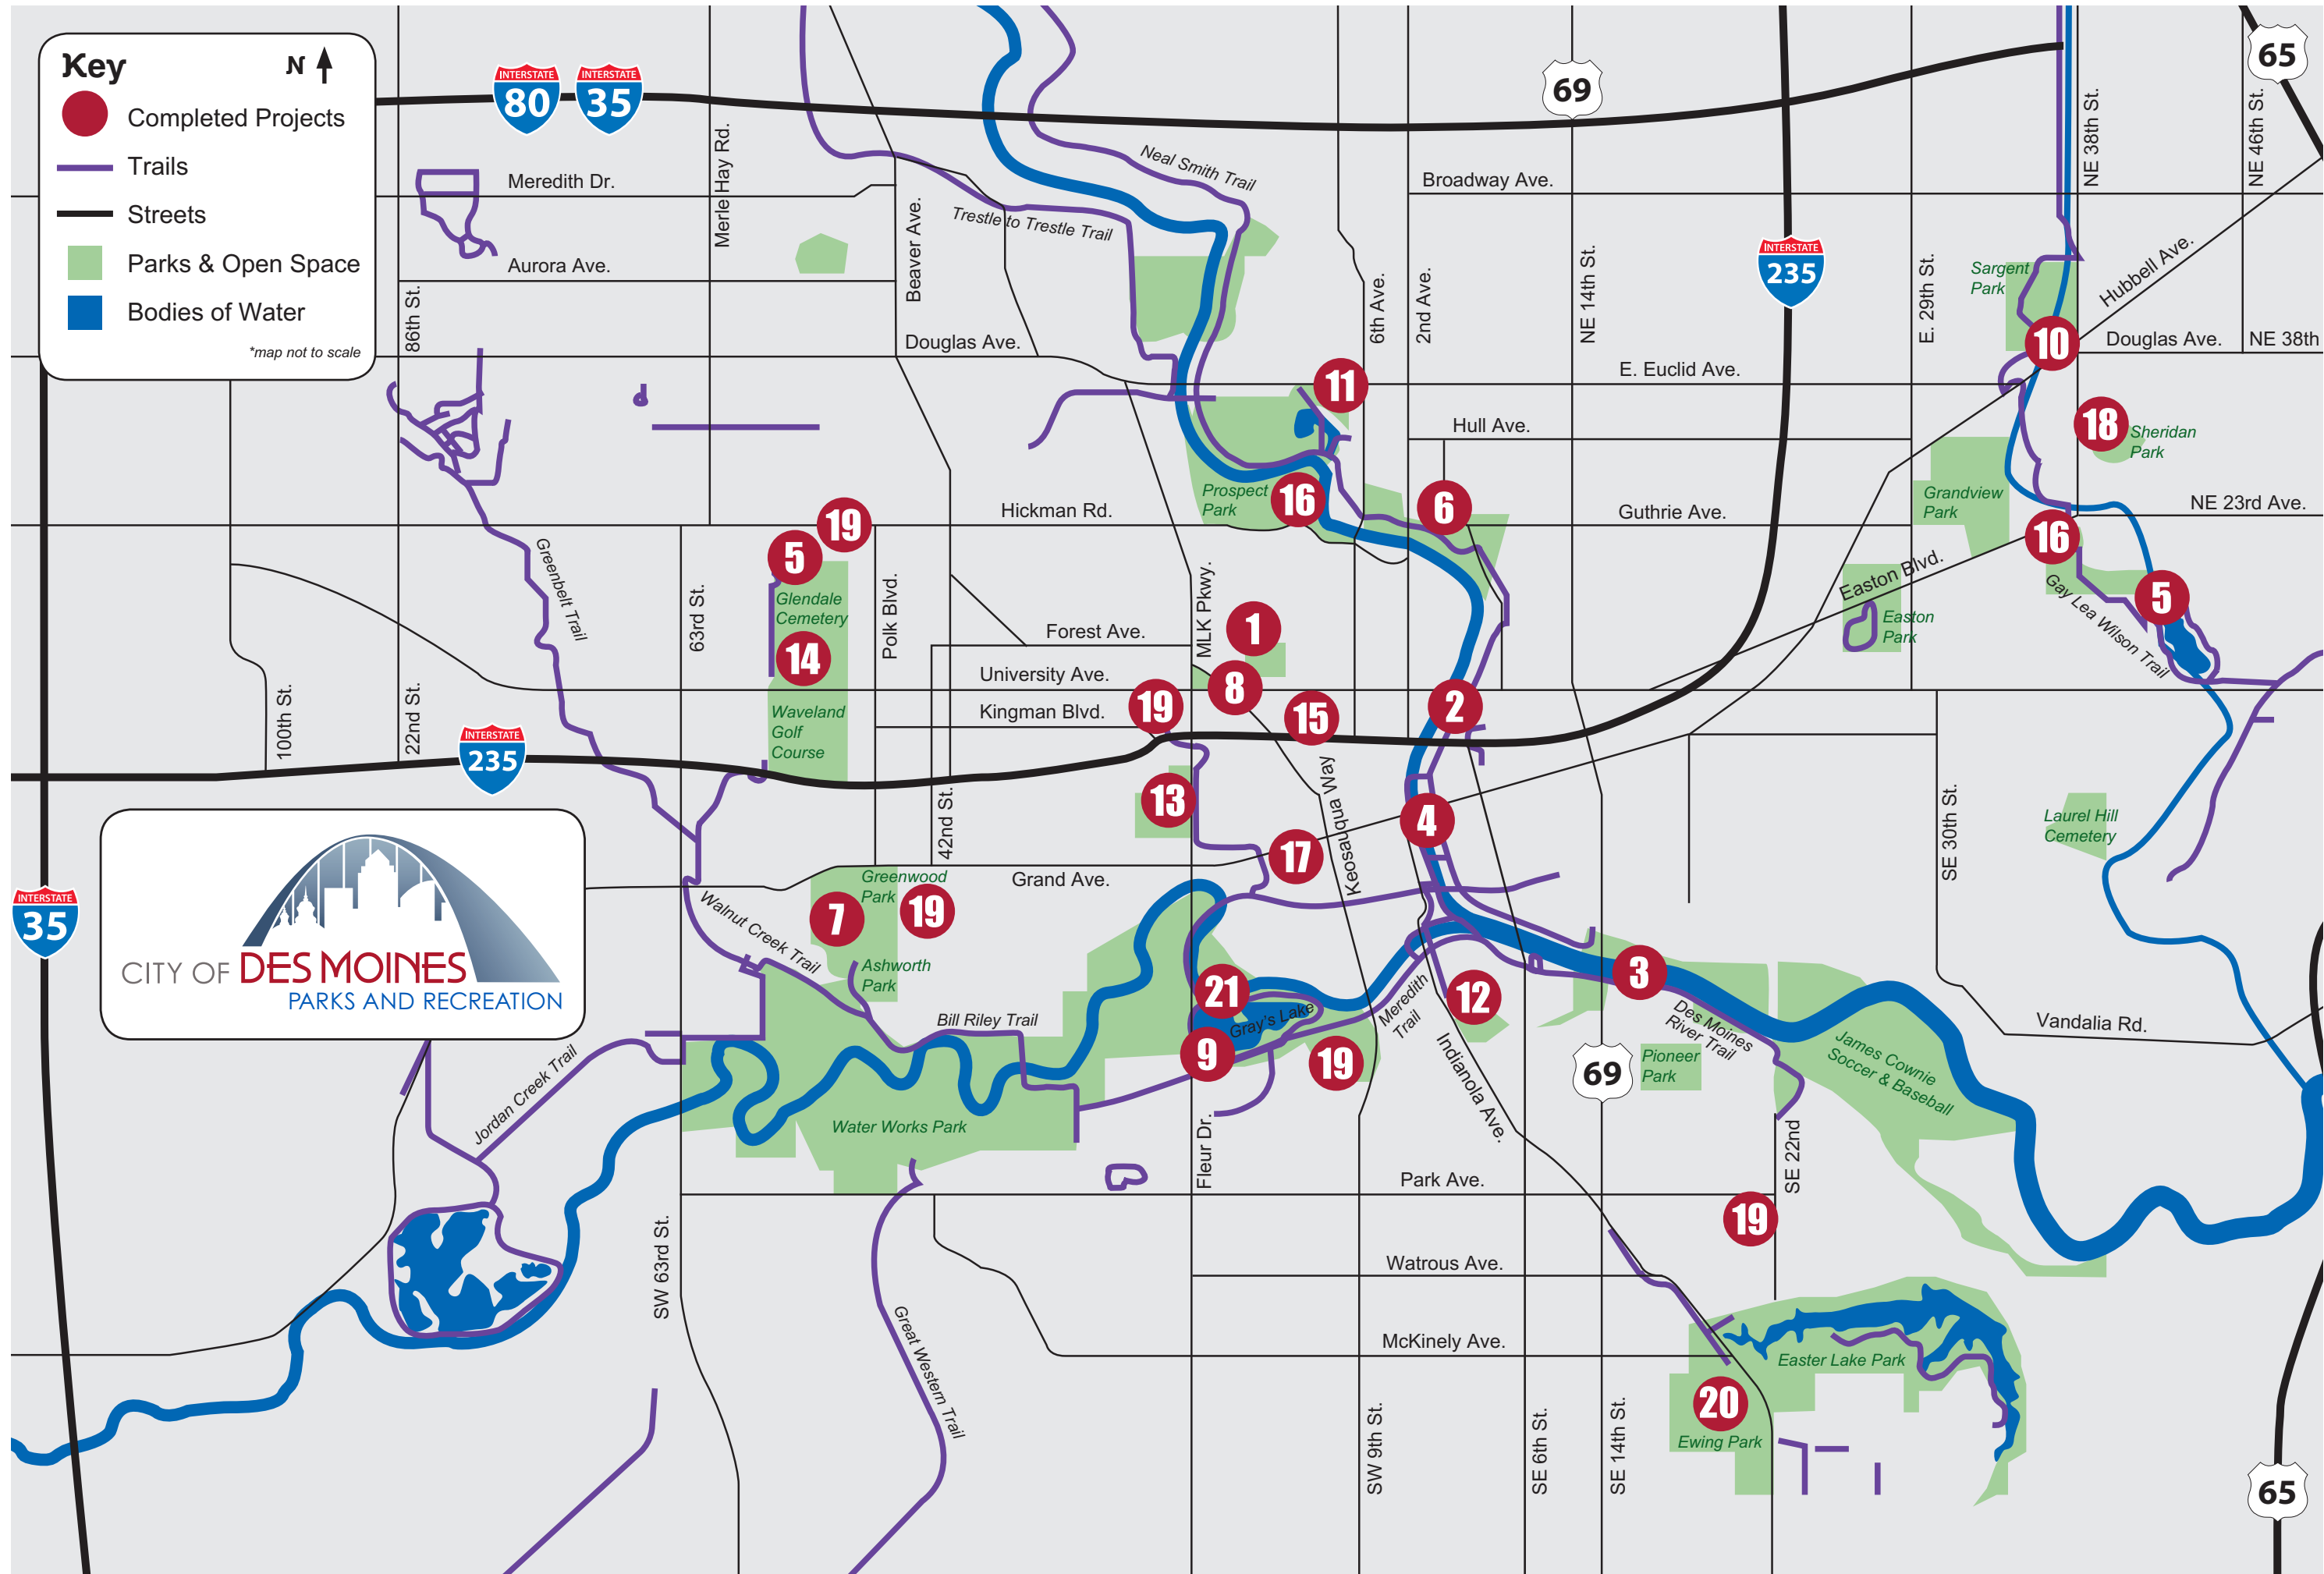 Key
N
Completed Projects
Trails
Streets
Parks & Open Space
Bodies of Water
*map not to scale
INTERSTATE
80
INTERSTATE
35
69
65
Meredith Dr.
Merle Hay Rd.
Neal Smith Trail
Broadway Ave.
NE 38th St.
NE 46th St.
Trestle to Trestle Trail
Aurora Ave.
Beaver Ave.
86th St.
6th Ave.
2nd Ave.
NE 14th St.
INTERSTATE
235
E. 29th St.
Sargent
Park
Hubbell Ave.
10
Douglas Ave.
Douglas Ave.
NE 38th
11
E. Euclid Ave.
Hull Ave.
18
Sheridan
Park
Prospect
Park
16
6
Grandview
Park
Hickman Rd.
Guthrie Ave.
NE 23rd Ave.
19
5
16
Greenbelt Trail
Glendale
Cemetery
Polk Blvd.
63rd St.
MLK Pkwy.
Easton Blvd.
Easton
Park
Gay Lea Wilson Trail
5
14
Forest Ave.
1
University Ave.
8
100th St.
22nd St.
Waveland
Golf
Course
Kingman Blvd.
19
15
2
INTERSTATE
235
13
42nd St.
Keosauqua Way
4
SE 30th St.
Laurel Hill
Cemetery
17
Grand Ave.
INTERSTATE
35
CITY OF DES MOINES
PARKS AND RECREATION
Greenwood
Park
7
19
Walnut Creek Trail
Ashworth
Park
Bill Riley Trail
21
Gray's Lake
9
19
Meredith
Trail
12
3
Des Moines
River Trail
Indianola Ave.
69
Pioneer
Park
James Cownie
Soccer & Baseball
Vandalia Rd.
Jordan Creek Trail
Water Works Park
Fleur Dr.
Park Ave.
SE 22nd
19
SW 63rd St.
Watrous Ave.
Great Western Trail
McKinely Ave.
Easter Lake Park
20
Ewing Park
SW 9th St.
SE 6th St.
SE 14th St.
65